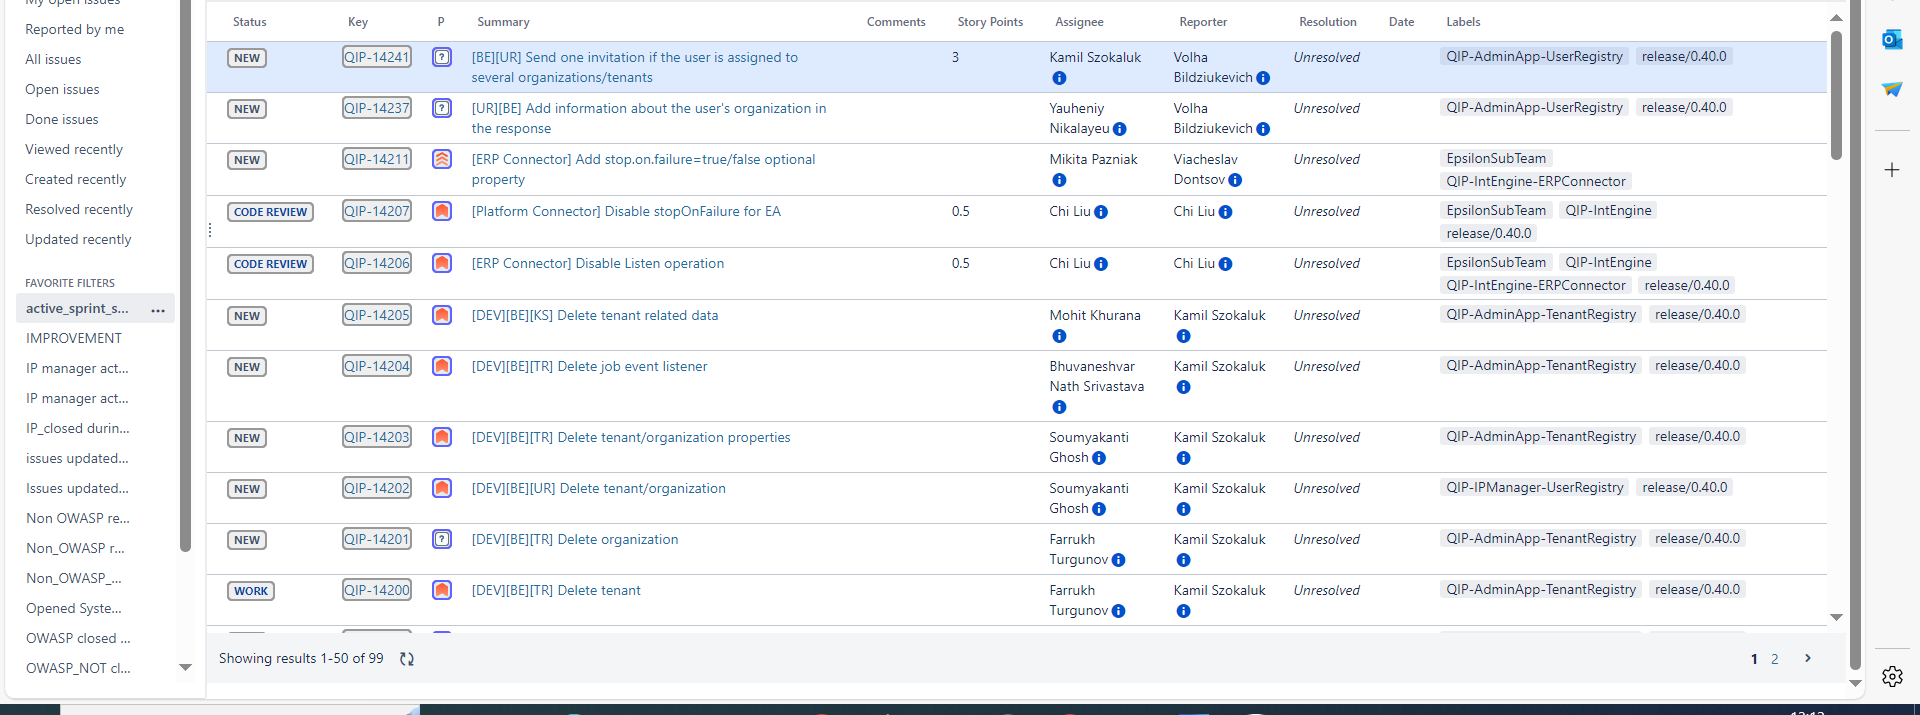 My open issues
Reported by me
All issues
Open issues
Done issues
Viewed recently
Created recently
Resolved recently
Updated recently
FAVORITE FILTERS
active_sprint_s...
IMPROVEMENT
IP manager act...
IP manager act...
IP_closed durin...
issues updated...
Issues updated...
Non OWASP re...
Non_OWASP r...
Non_OWASP_...
Opened Syste...
OWASP closed ...
OWASP_NOT cl...
Status Key P Summary Comments Story Points Assignee Reporter Resolution Date Labels
NEW QIP-14241 [BE][UR] Send one invitation if the user is assigned to 3 Kamil Szokaluk Volha Unresolved QIP-AdminApp-UserRegistry release/0.40.0
several organizations/tenants Bildziukevich
NEW QIP-14237 [UR][BE] Add information about the user's organization in Yauheniy Volha Unresolved QIP-AdminApp-UserRegistry release/0.40.0
the response Nikalayeu Bildziukevich
NEW QIP-14211 [ERP Connector] Add stop.on.failure=true/false optional Mikita Pazniak Viacheslav Unresolved EpsilonSubTeam
property Dontsov QIP-IntEngine-ERPConnector
CODE REVIEW QIP-14207 [Platform Connector] Disable stopOnFailure for EA 0.5 Chi Liu Chi Liu Unresolved EpsilonSubTeam QIP-IntEngine
release/0.40.0
CODE REVIEW QIP-14206 [ERP Connector] Disable Listen operation 0.5 Chi Liu Chi Liu Unresolved EpsilonSubTeam QIP-IntEngine
QIP-IntEngine-ERPConnector release/0.40.0
NEW QIP-14205 [DEV][BE][KS] Delete tenant related data Mohit Khurana Kamil Szokaluk Unresolved QIP-AdminApp-TenantRegistry release/0.40.0
NEW QIP-14204 [DEV][BE][TR] Delete job event listener Bhuvaneshvar Kamil Szokaluk Unresolved QIP-AdminApp-TenantRegistry release/0.40.0
Nath Srivastava
NEW QIP-14203 [DEV][BE][TR] Delete tenant/organization properties Soumyakanti Kamil Szokaluk Unresolved QIP-AdminApp-TenantRegistry release/0.40.0
Ghosh
NEW QIP-14202 [DEV][BE][UR] Delete tenant/organization Soumyakanti Kamil Szokaluk Unresolved QIP-IPManager-UserRegistry release/0.40.0
Ghosh
NEW QIP-14201 [DEV][BE][TR] Delete organization Farrukh Kamil Szokaluk Unresolved QIP-AdminApp-TenantRegistry release/0.40.0
Turgunov
WORK QIP-14200 [DEV][BE][TR] Delete tenant Farrukh Kamil Szokaluk Unresolved QIP-AdminApp-TenantRegistry release/0.40.0
Turgunov
Showing results 1-50 of 99 1 2